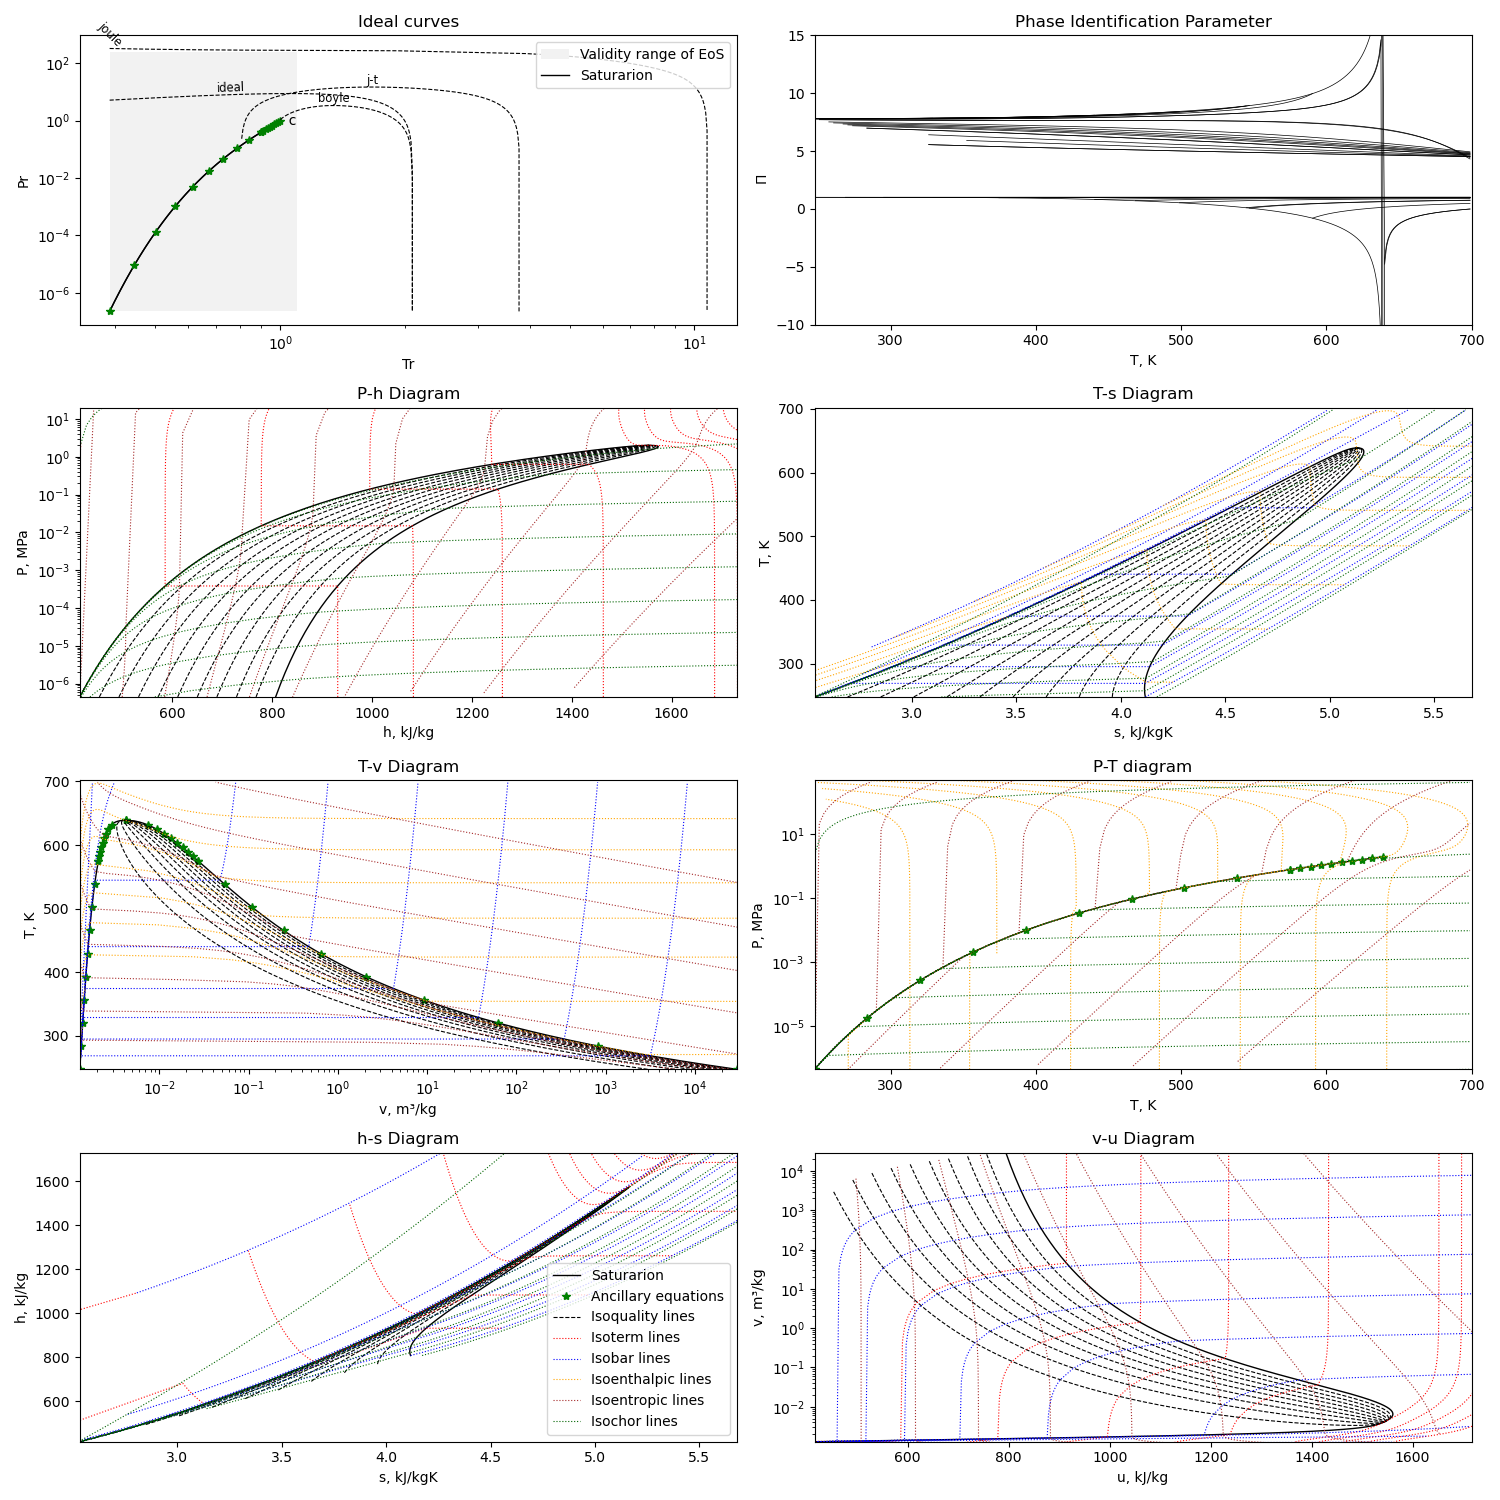 Ideal curves
joule
ideal
j-t
boyle
c
Validity range of EoS
Saturarion
10²
10⁰
10⁻²
10⁻⁴
10⁻⁶
Pr
10⁰
10¹
Tr
Phase Identification Parameter
15
10
5
0
−5
−10
Π
300
400
500
600
700
T, K
P-h Diagram
10¹
10⁰
10⁻¹
10⁻²
10⁻³
10⁻⁴
10⁻⁵
10⁻⁶
P, MPa
600
800
1000
1200
1400
1600
h, kJ/kg
T-s Diagram
700
600
500
400
300
T, K
3.0
3.5
4.0
4.5
5.0
5.5
s, kJ/kgK
T-v Diagram
700
600
500
400
300
T, K
10⁻²
10⁻¹
10⁰
10¹
10²
10³
10⁴
v, m³/kg
P-T diagram
10¹
10⁻¹
10⁻³
10⁻⁵
P, MPa
300
400
500
600
700
T, K
h-s Diagram
1600
1400
1200
1000
800
600
h, kJ/kg
Saturarion
Ancillary equations
Isoquality lines
Isoterm lines
Isobar lines
Isoenthalpic lines
Isoentropic lines
Isochor lines
3.0
3.5
4.0
4.5
5.0
5.5
s, kJ/kgK
v-u Diagram
10⁴
10³
10²
10¹
10⁰
10⁻¹
10⁻²
v, m³/kg
600
800
1000
1200
1400
1600
u, kJ/kg